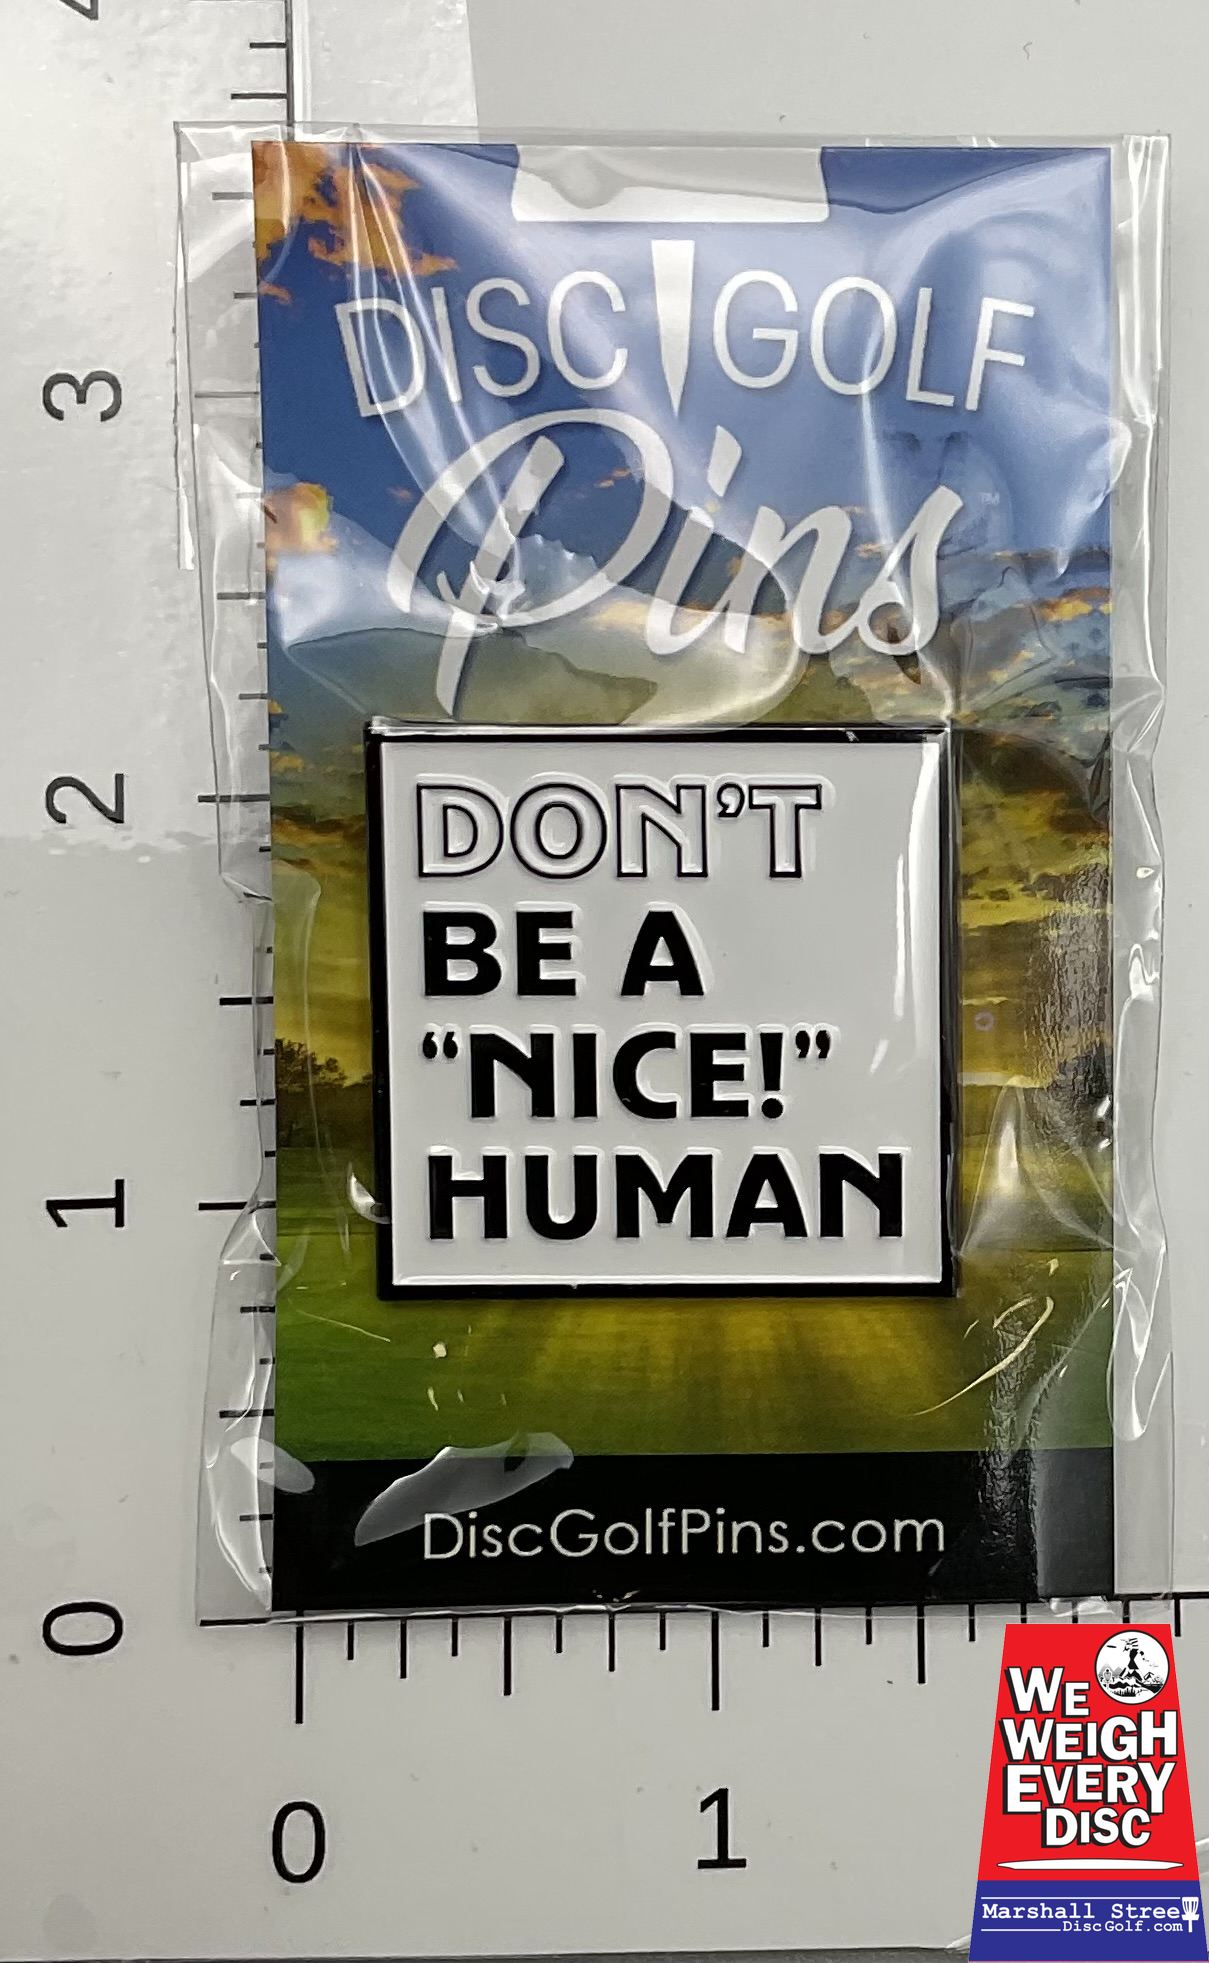 DISC GOLF
Pins™
3
2
1
0
DON'T
BE A
“NICE!”
HUMAN
DiscGolfPins.com
0 1
WE
WEIGH
EVERY
DISC
Marshall Stree
DiscGolf.com